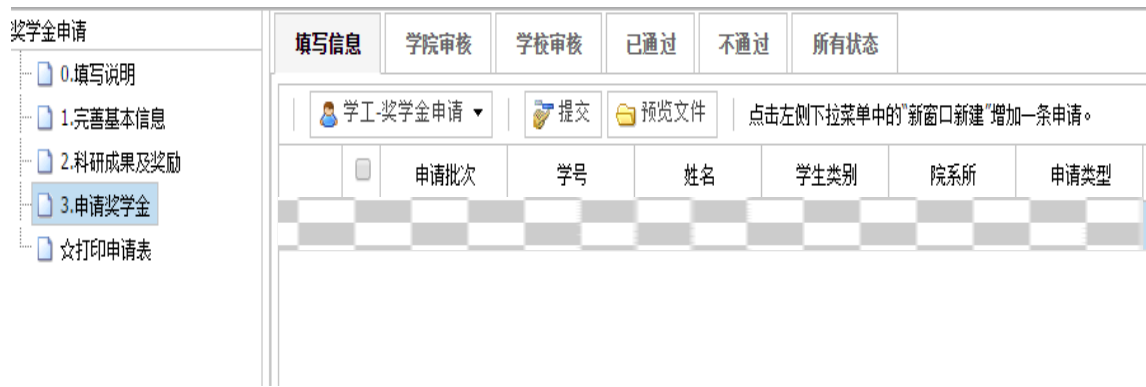 奖学金申请
0.填写说明
1.完善基本信息
2.科研成果及奖励
3.申请奖学金
☆打印申请表
填写信息 学院审核 学校审核 已通过 不通过 所有状态
学工-奖学金申请 提交 预览文件 点击左侧下拉菜单中的"新窗口新建"增加一条申请。
申请批次 学号 姓名 学生类别 院系所 申请类型